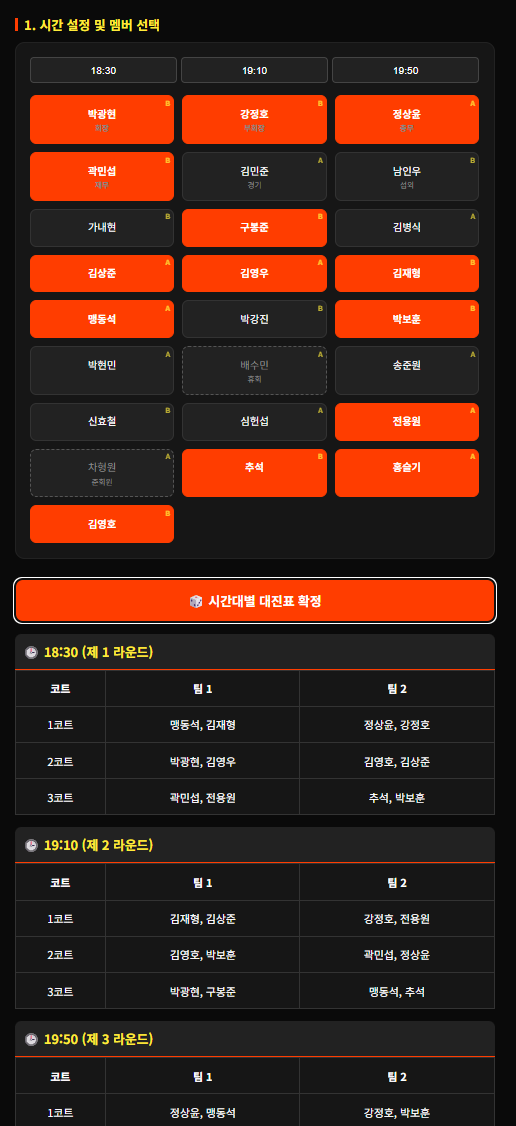 1. 시간 설정 및 멤버 선택
18:30 19:10 19:50
B B A
박광현 강정호 정상윤
회장 부회장 총무
B A B
곽민섭 김민준 남인우
재무 경기 섭외
B B A
가내현 구봉준 김병식
A A B
김상준 김영우 김재형
A B B
맹동석 박강진 박보훈
A A A
박현민 배수민 송준원
휴회
B A A
신효철 심헌섭 전용원
A B A
차형원 추석 홍슬기
준회원
B
김영호
🎲 시간대별 대진표 확정
🕒 18:30 (제 1 라운드)
코트 팀 1 팀 2
1코트 맹동석, 김재형 정상윤, 강정호
2코트 박광현, 김영우 김영호, 김상준
3코트 곽민섭, 전용원 추석, 박보훈
🕒 19:10 (제 2 라운드)
코트 팀 1 팀 2
1코트 김재형, 김상준 강정호, 전용원
2코트 김영호, 박보훈 곽민섭, 정상윤
3코트 박광현, 구봉준 맹동석, 추석
🕒 19:50 (제 3 라운드)
코트 팀 1 팀 2
1코트 정상윤, 맹동석 강정호, 박보훈